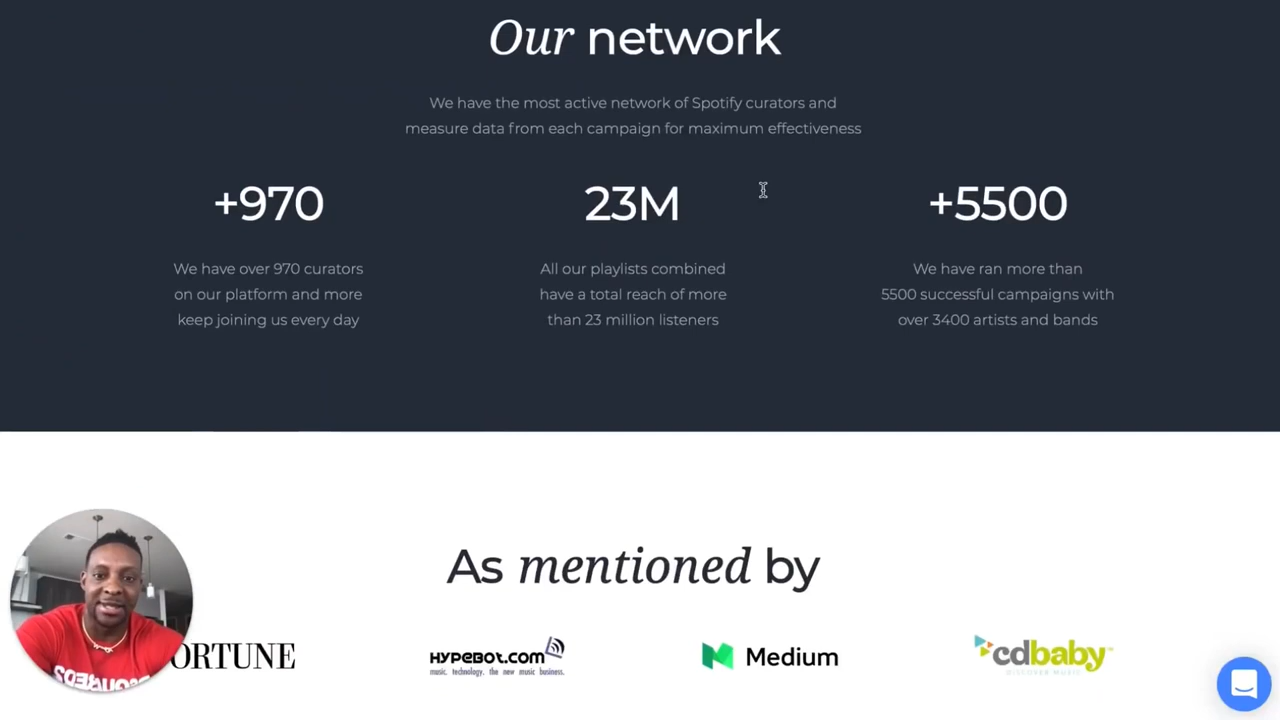 Our network
We have the most active network of Spotify curators and
measure data from each campaign for maximum effectiveness
+970
We have over 970 curators
on our platform and more
keep joining us every day
23M
All our playlists combined
have a total reach of more
than 23 million listeners
+5500
We have ran more than
5500 successful campaigns with
over 3400 artists and bands
As mentioned by
ORTUNE
HYPEBOT.COM
music. technology. the new music business.
Medium
cdbaby
DISCOVER MUSIC